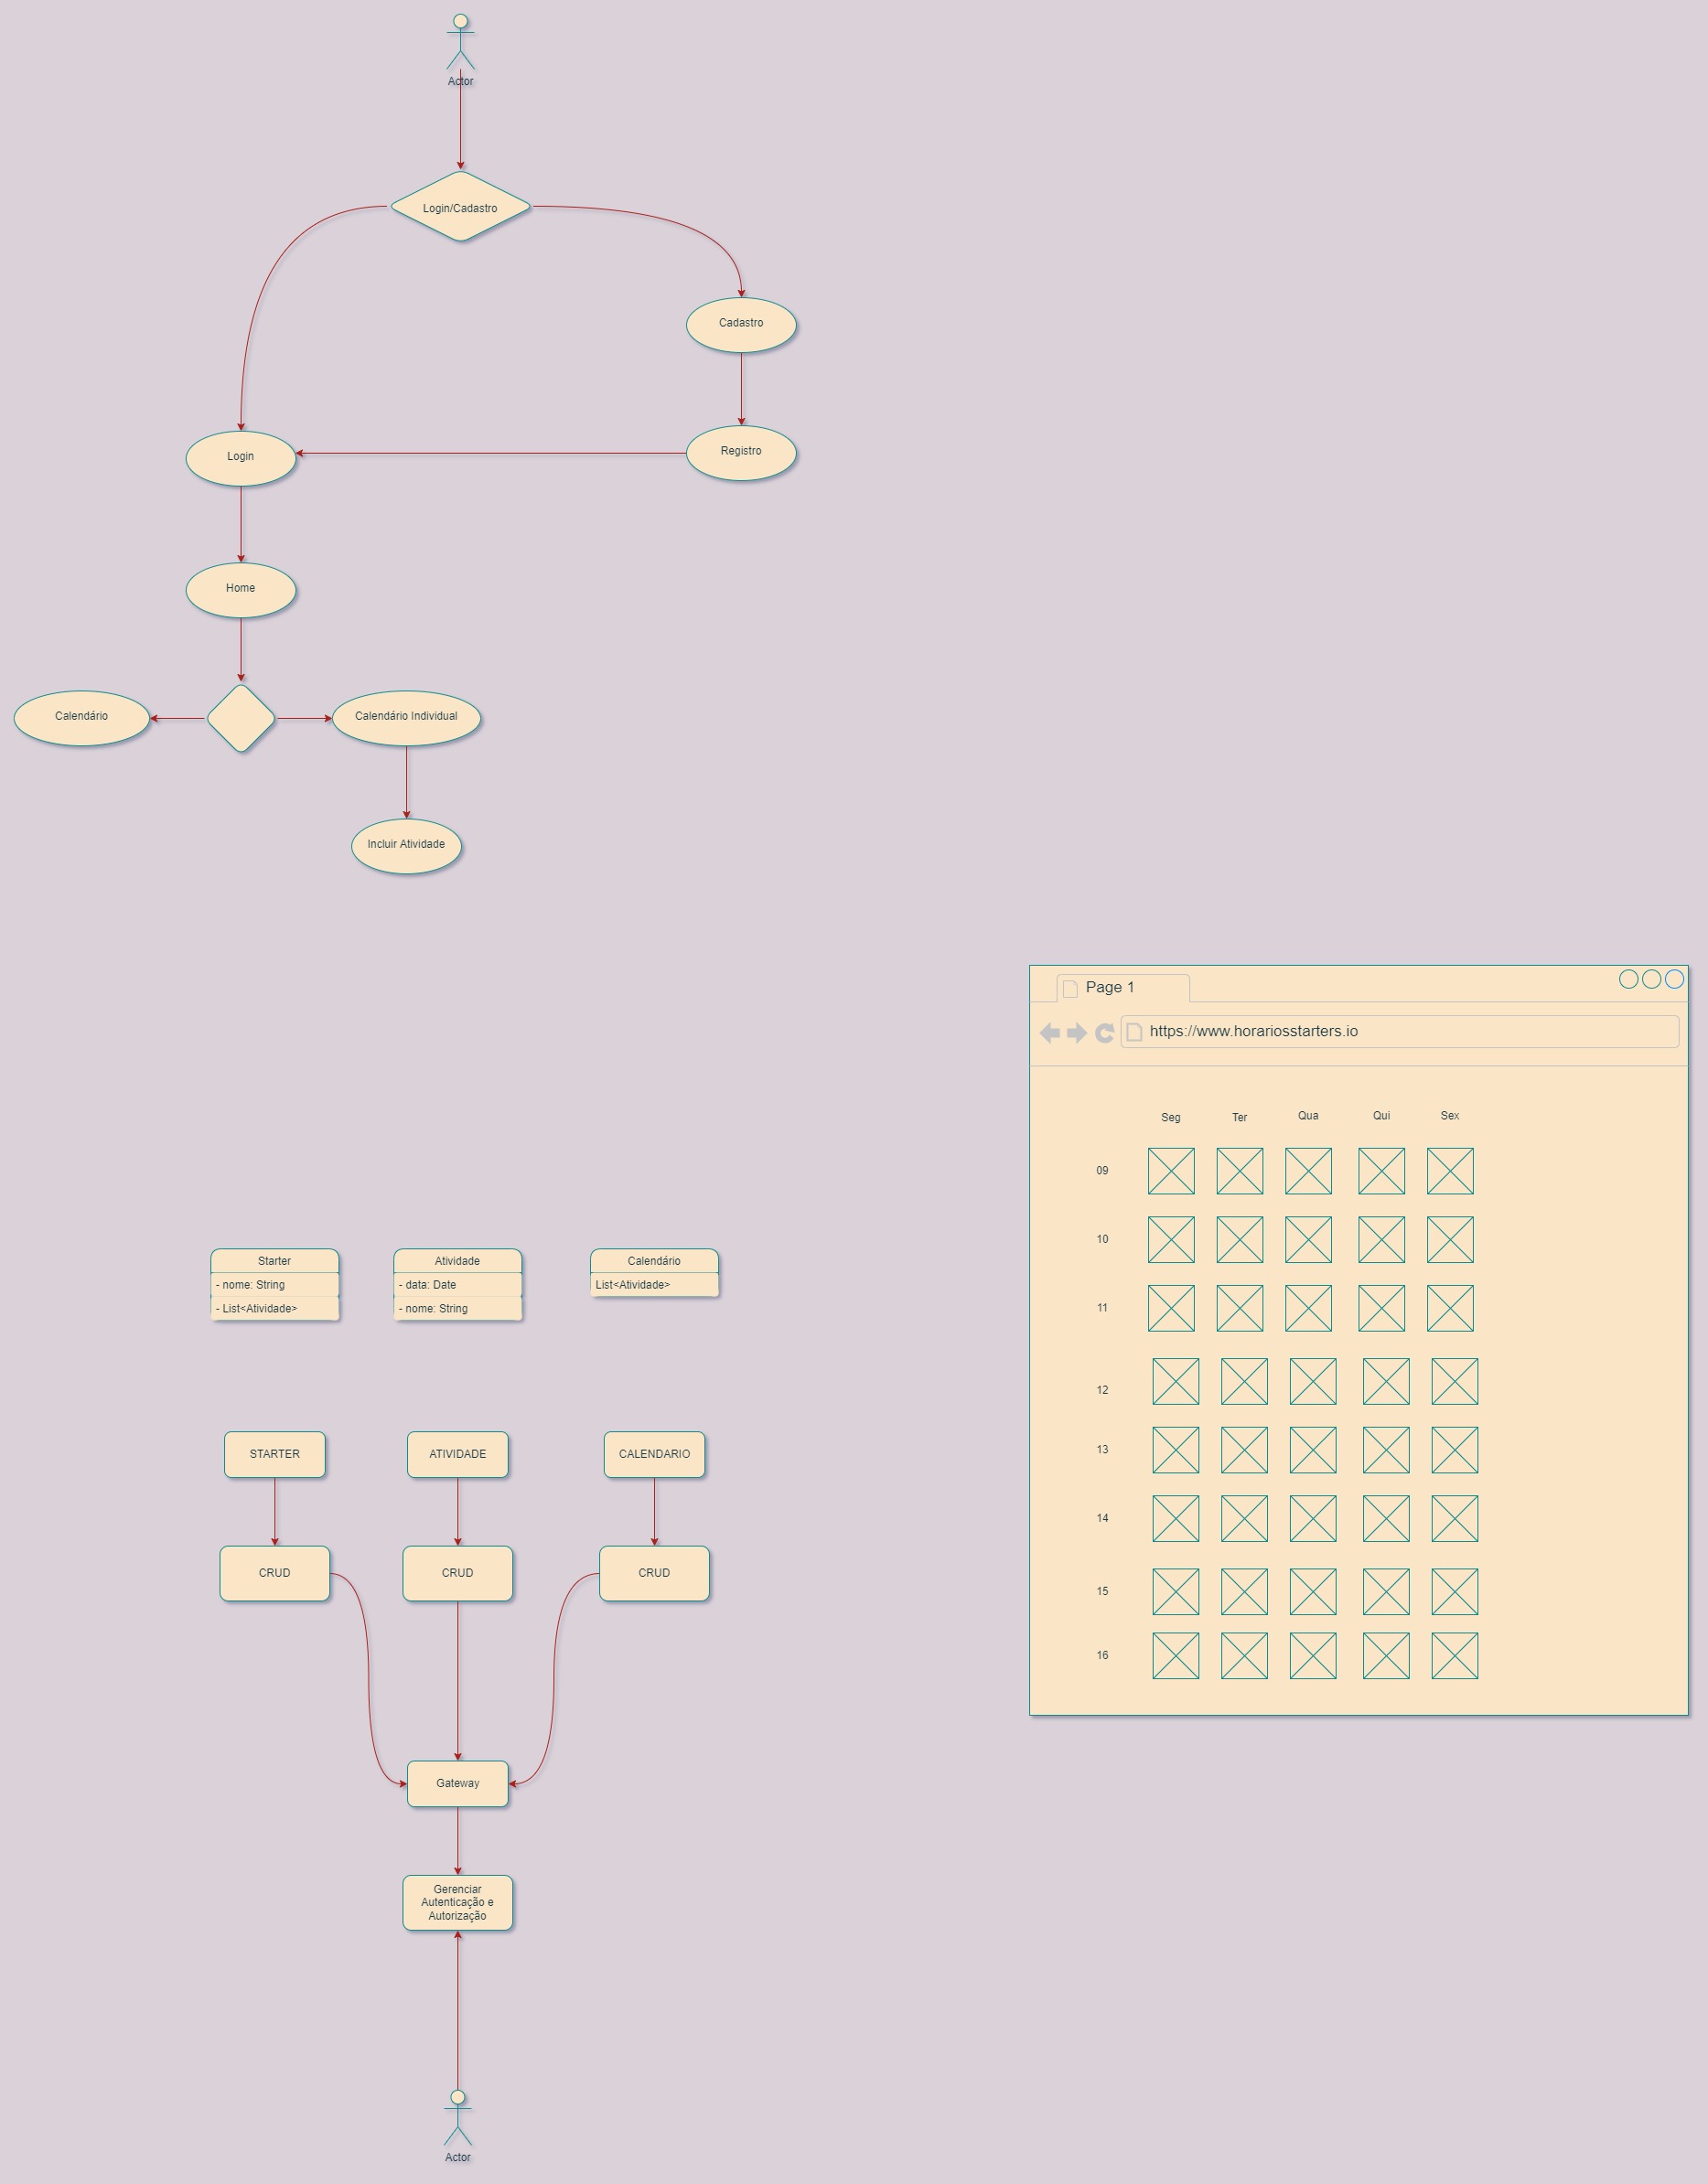 Actor
Login/Cadastro
Cadastro
Login
Registro
Home
Calendário
Calendário Individual
Incluir Atividade
Page 1
https://www.horariosstarters.io
Seg
Ter
Qua
Qui
Sex
09
10
11
12
13
14
15
16
Starter
- nome: String
- List<Atividade>
Atividade
- data: Date
- nome: String
Calendário
List<Atividade>
STARTER
ATIVIDADE
CALENDARIO
CRUD
CRUD
CRUD
Gateway
Gerenciar
Autenticação e
Autorização
Actor